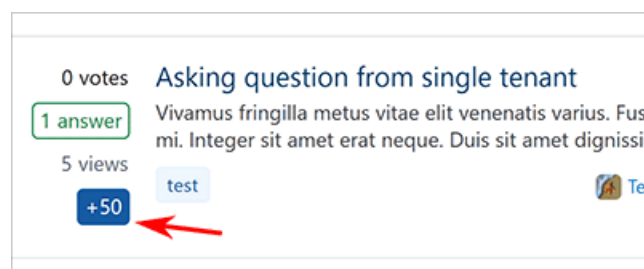 0 votes
Asking question from single tenant
1 answer
Vivamus fringilla metus vitae elit venenatis varius.
mi. Integer sit amet erat neque. Duis sit amet
5 views
test
+50